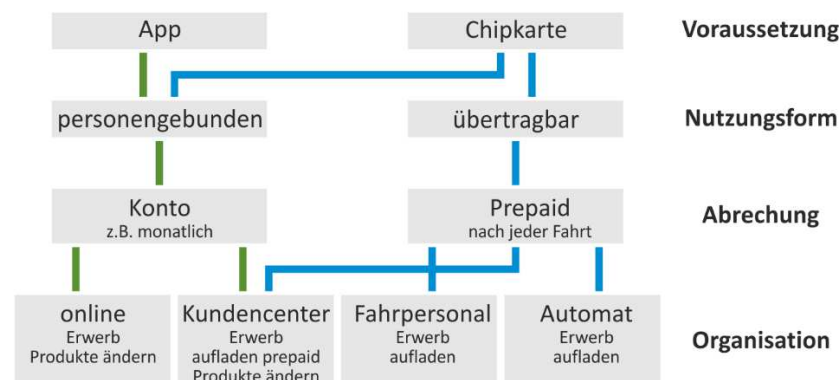 App
Chipkarte
Voraussetzung
personengebunden
übertragbar
Nutzungsform
Konto
z.B. monatlich
Prepaid
nach jeder Fahrt
Abrechung
online
Erwerb
Produkte ändern
Kundencenter
Erwerb
aufladen prepaid
Produkte ändern
Fahrpersonal
Erwerb
aufladen
Automat
Erwerb
aufladen
Organisation